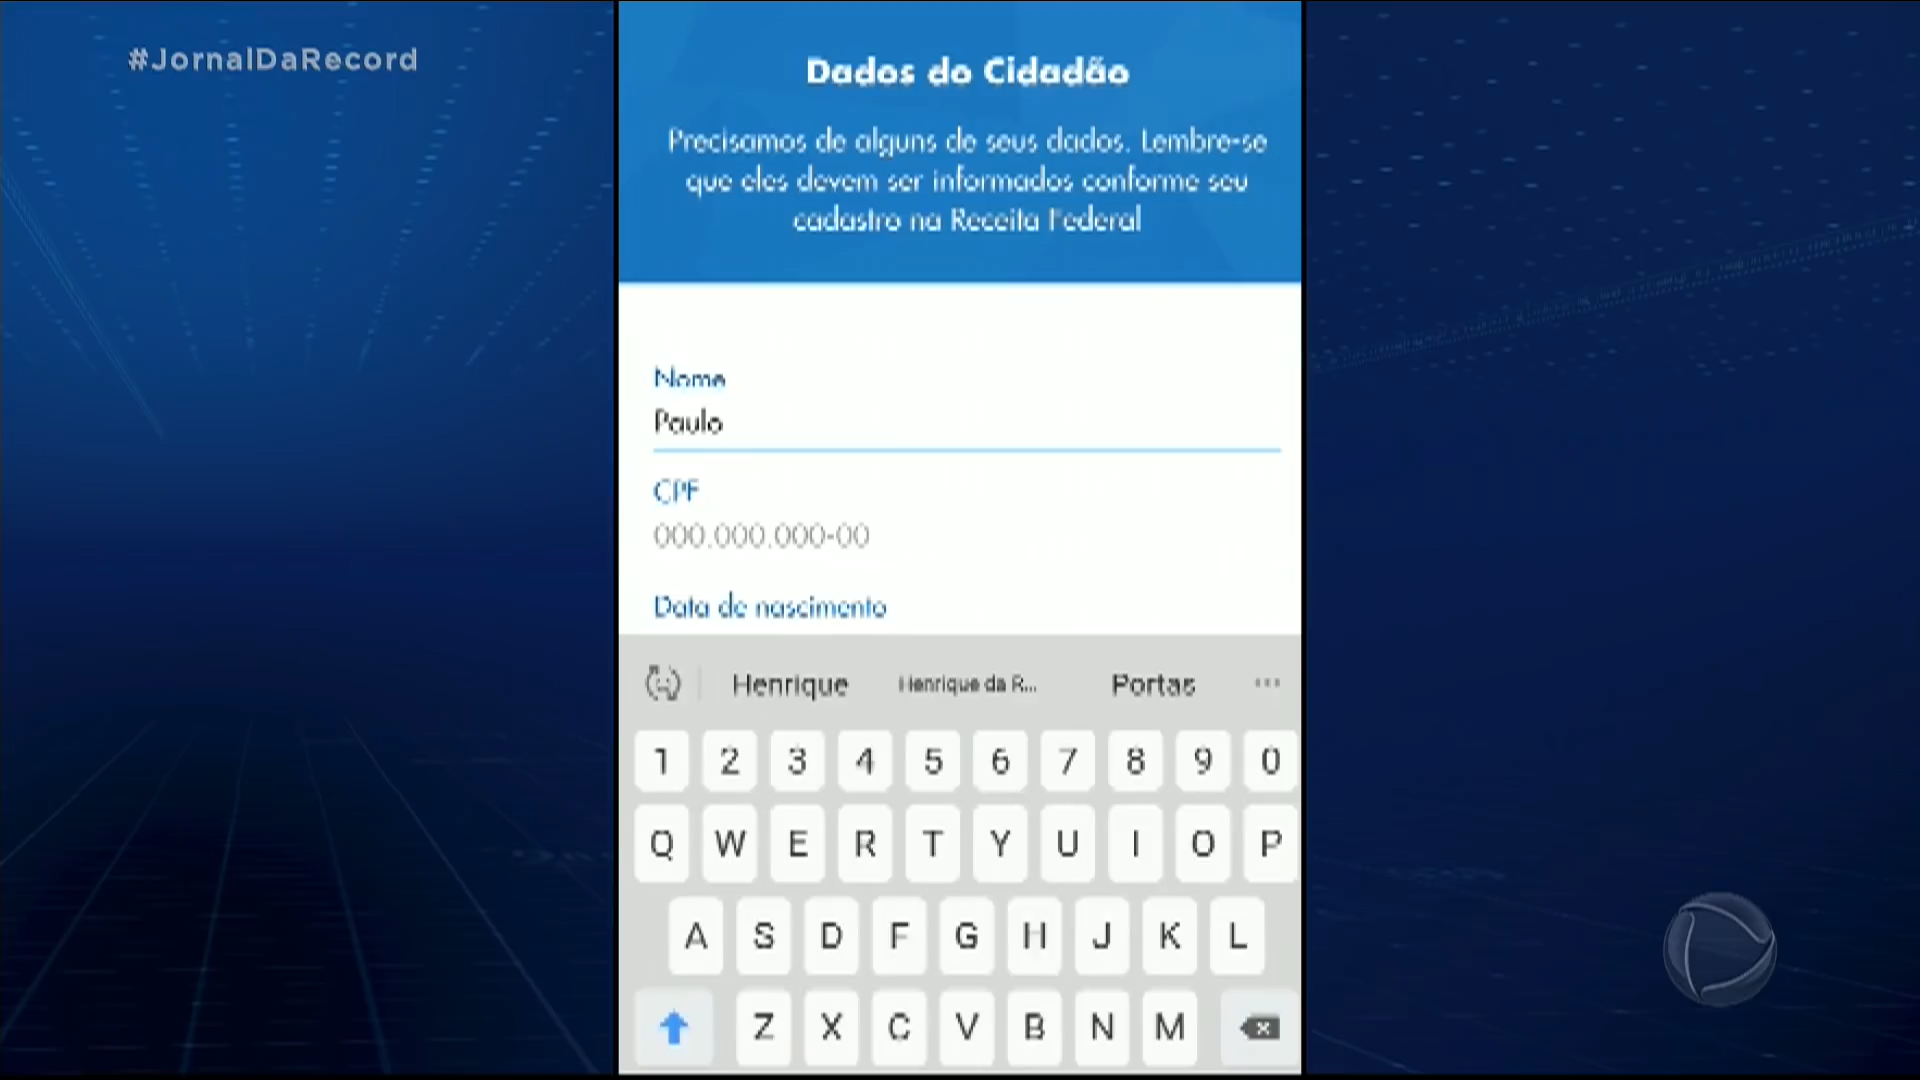 #JornalDaRecord
Dados do Cidadão
Precisamos de alguns de seus dados. Lembre-se
que eles devem ser informados conforme seu
cadastro na Receita Federal
Nome
Paulo
CPF
000.000.000-00
Data de nascimento
Henrique Henrique da R... Portas ...
1 2 3 4 5 6 7 8 9 0
Q W E R T Y U I O P
A S D F G H J K L
Z X C V B N M